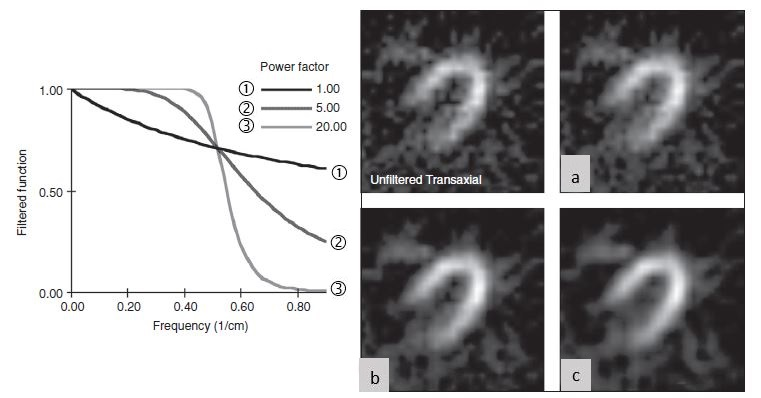 Power factor
① 1.00
② 5.00
③ 20.00
1.00
0.50
0.00
Filtered function
①
②
③
0.00 0.20 0.40 0.60 0.80
Frequency (1/cm)
Unfiltered Transaxial
a
b
c